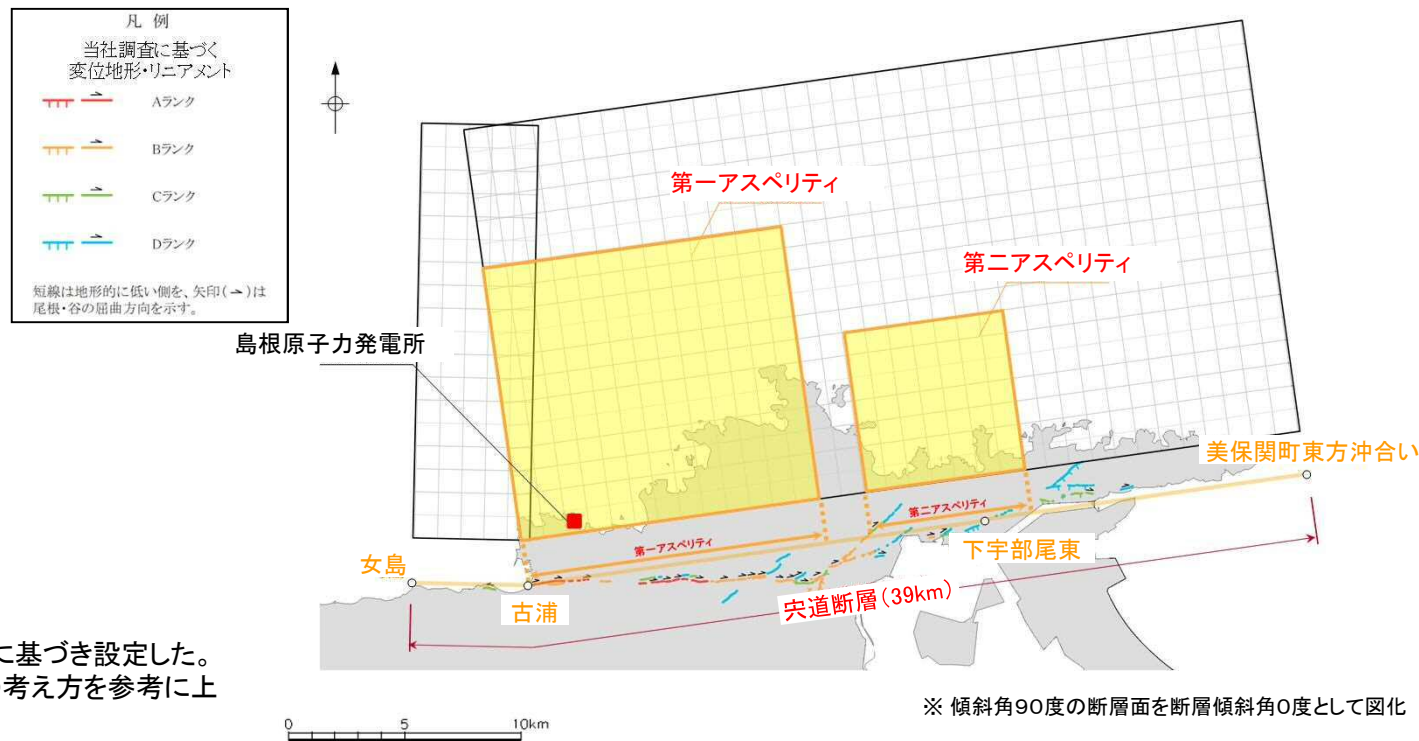 凡 例
当社調査に基づく
変位地形・リニアメント
Aランク
Bランク
Cランク
Dランク
短線は地形的に低い側を、矢印(⇀)は
尾根・谷の屈曲方向を示す。
第一アスペリティ
第二アスペリティ
島根原子力発電所
美保関町東方沖合い
第二アスペリティ
第一アスペリティ
女島
下宇部尾東
古浦
宍道断層(39km)
に基づき設定した。
考え方を参考に上
※ 傾斜角90度の断層面を断層傾斜角0度として図化
0 5 10km